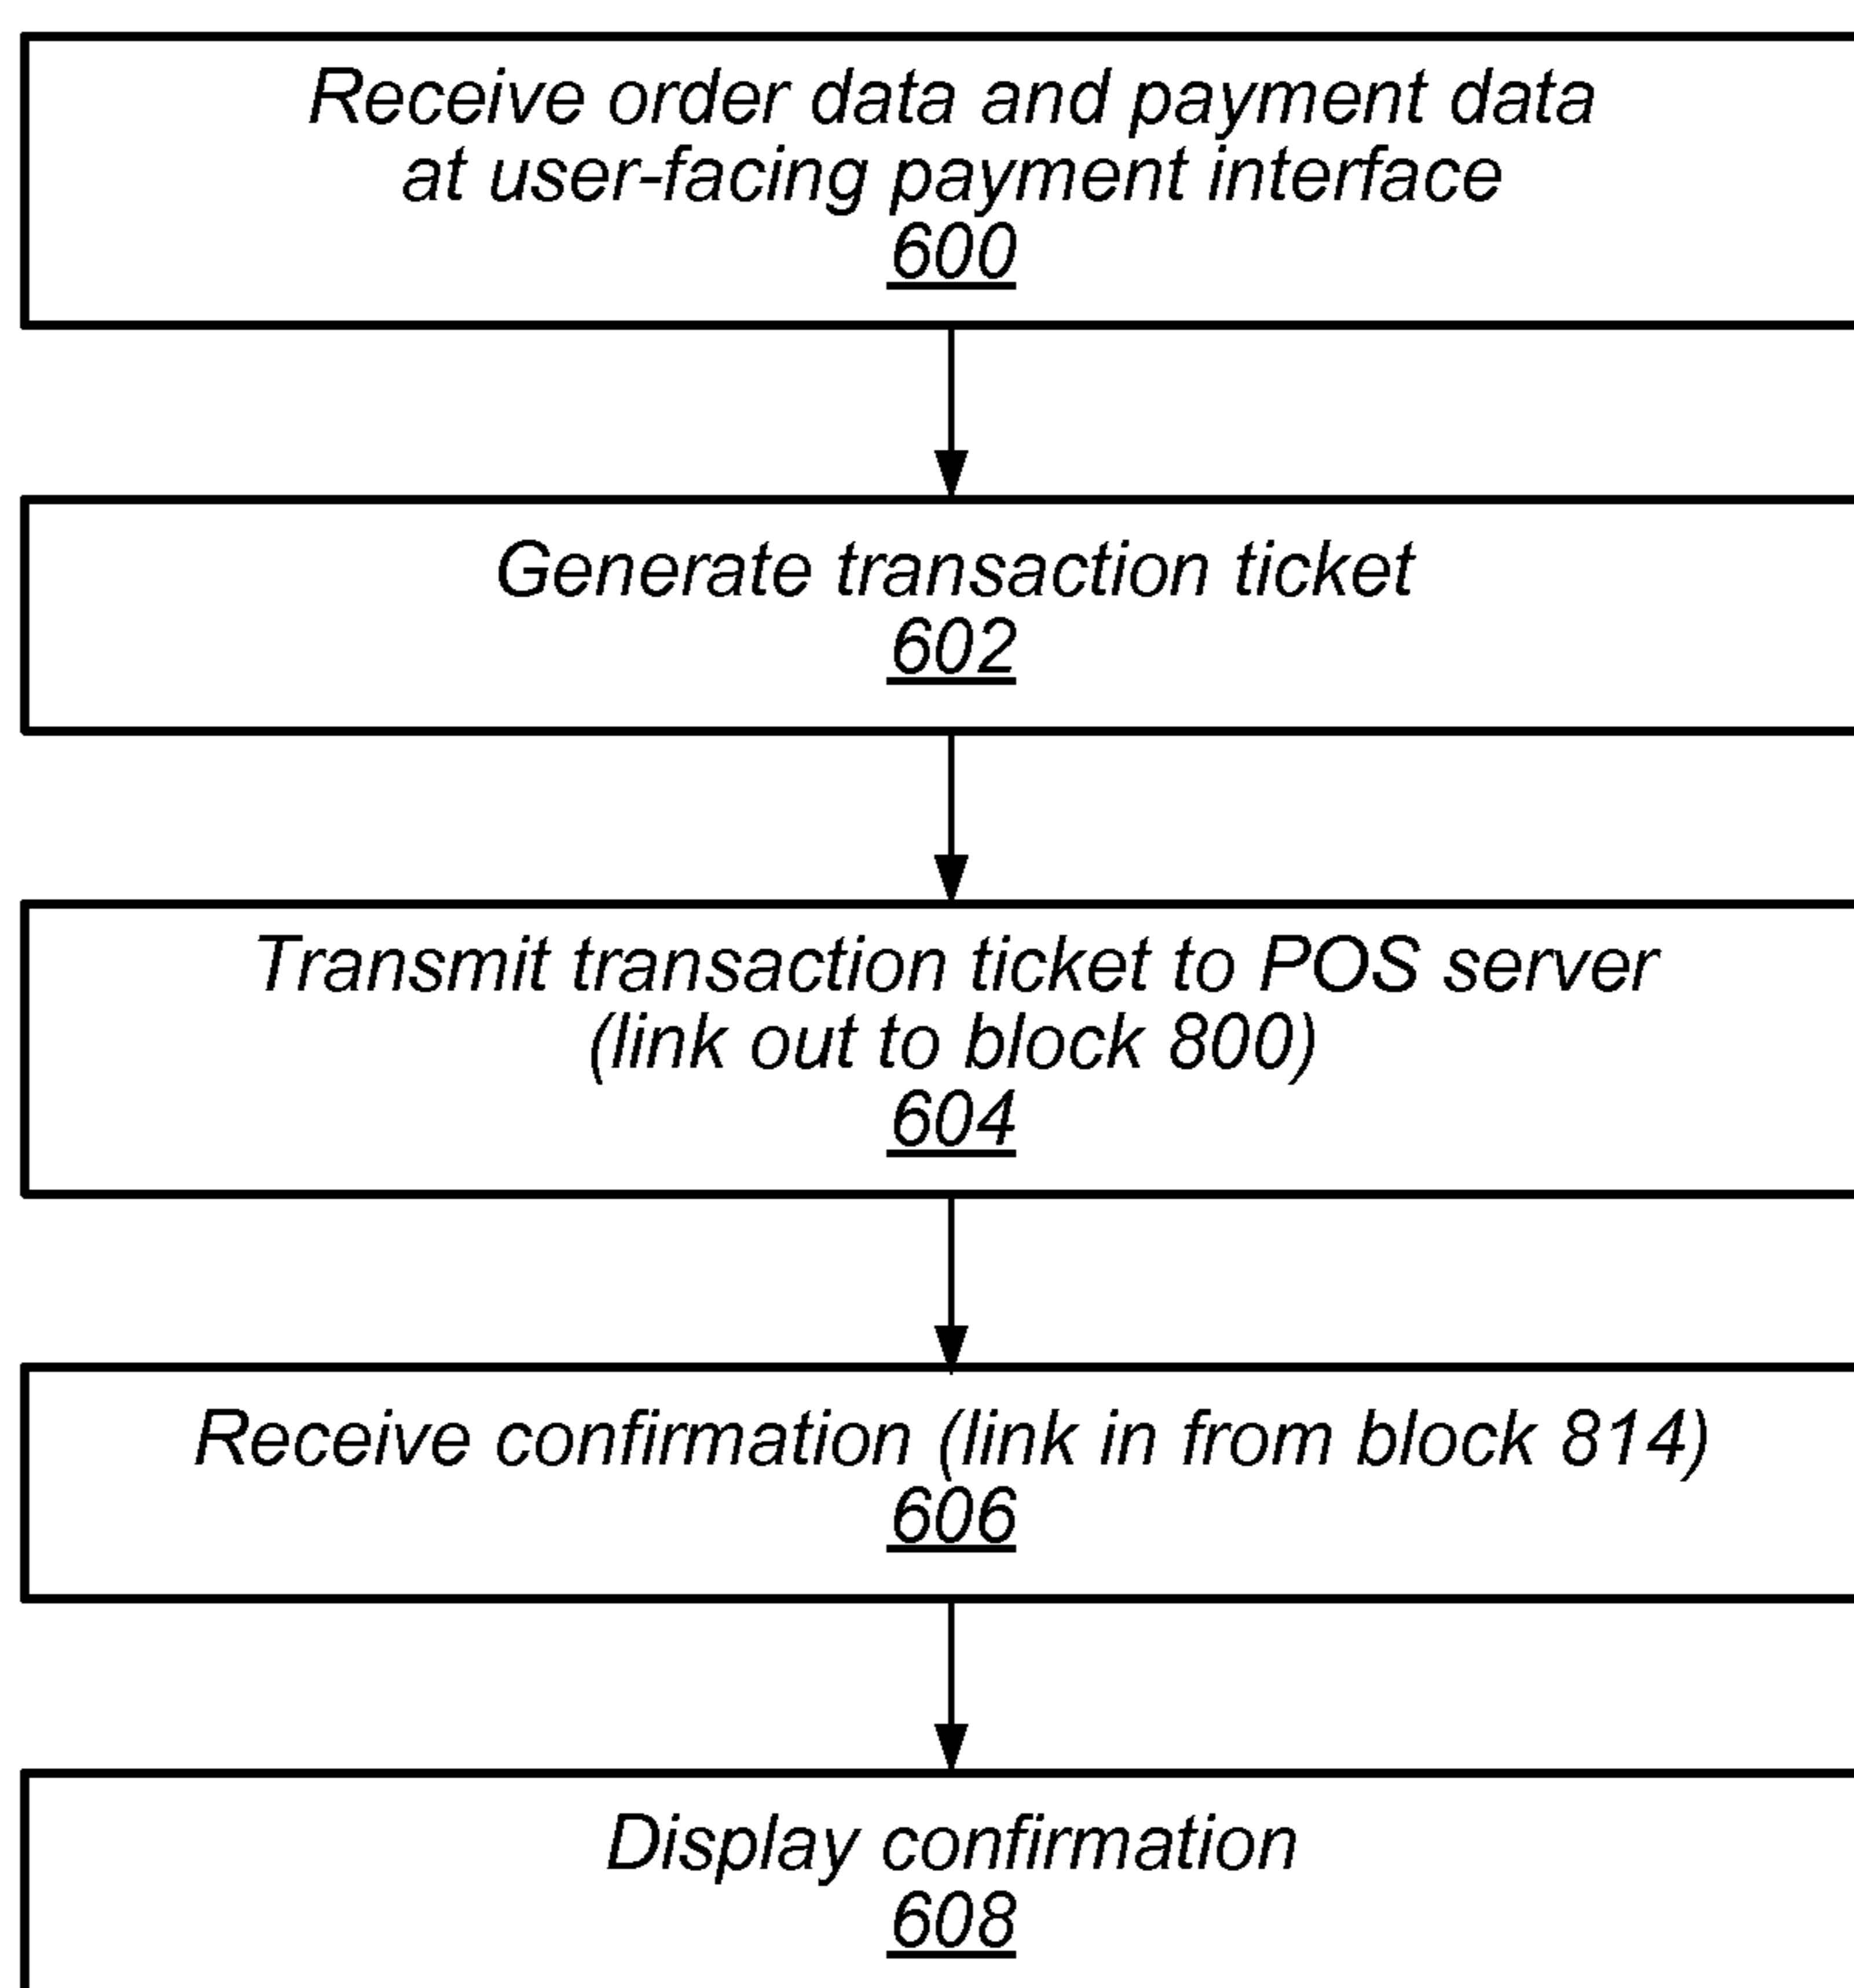 Receive order data and payment data
at user-facing payment interface
600
Generate transaction ticket
602
Transmit transaction ticket to POS server
(link out to block 800)
604
Receive confirmation (link in from block 814)
606
Display confirmation
608